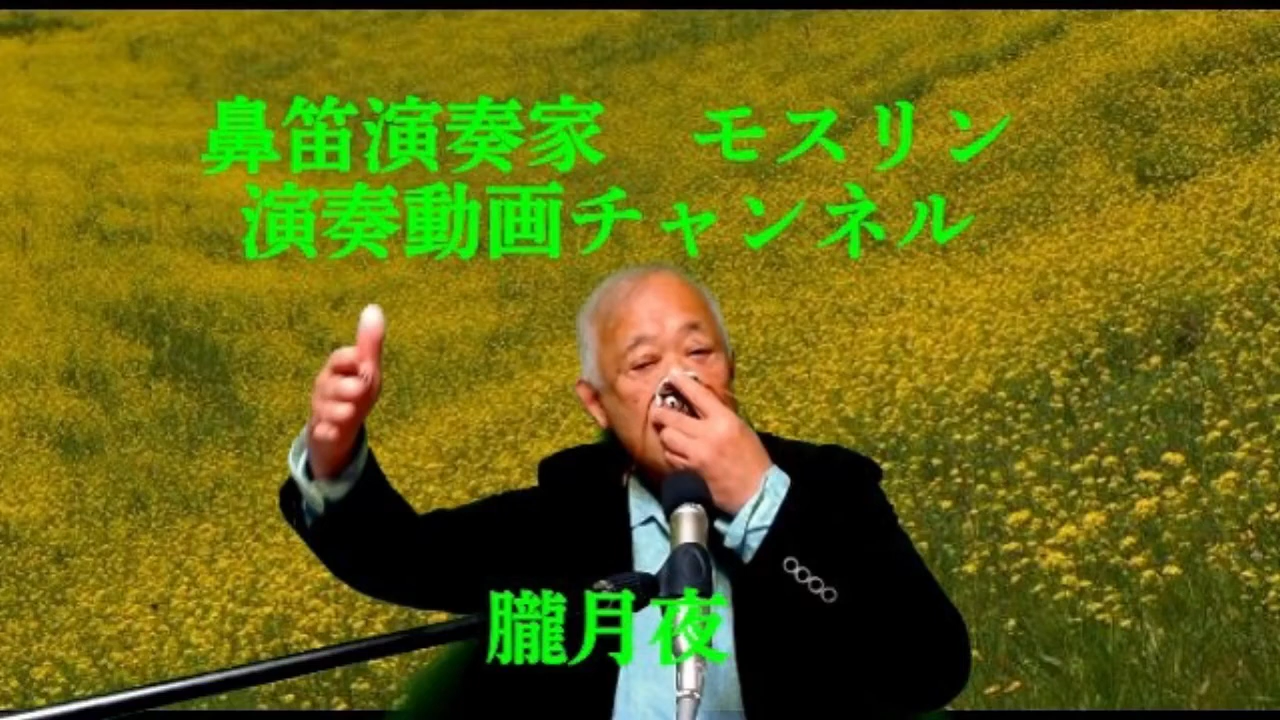 鼻笛演奏家　モスリン
演奏動画チャンネル
朧月夜